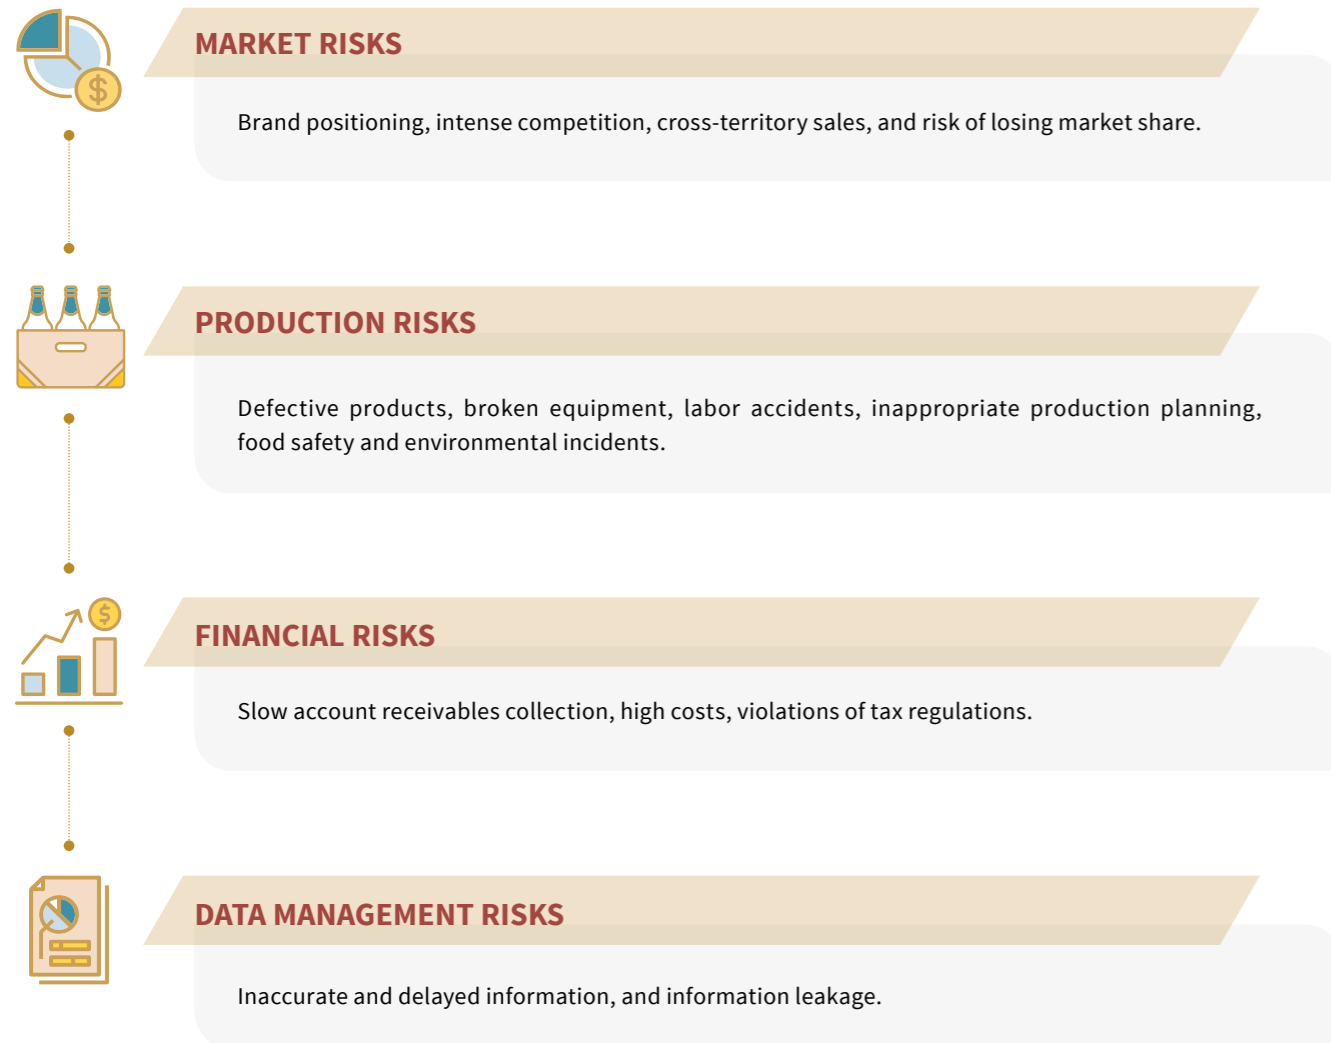 MARKET RISKS
Brand positioning, intense competition, cross-territory sales, and risk of losing market share.
PRODUCTION RISKS
Defective products, broken equipment, labor accidents, inappropriate production planning,
food safety and environmental incidents.
FINANCIAL RISKS
Slow account receivables collection, high costs, violations of tax regulations.
DATA MANAGEMENT RISKS
Inaccurate and delayed information, and information leakage.